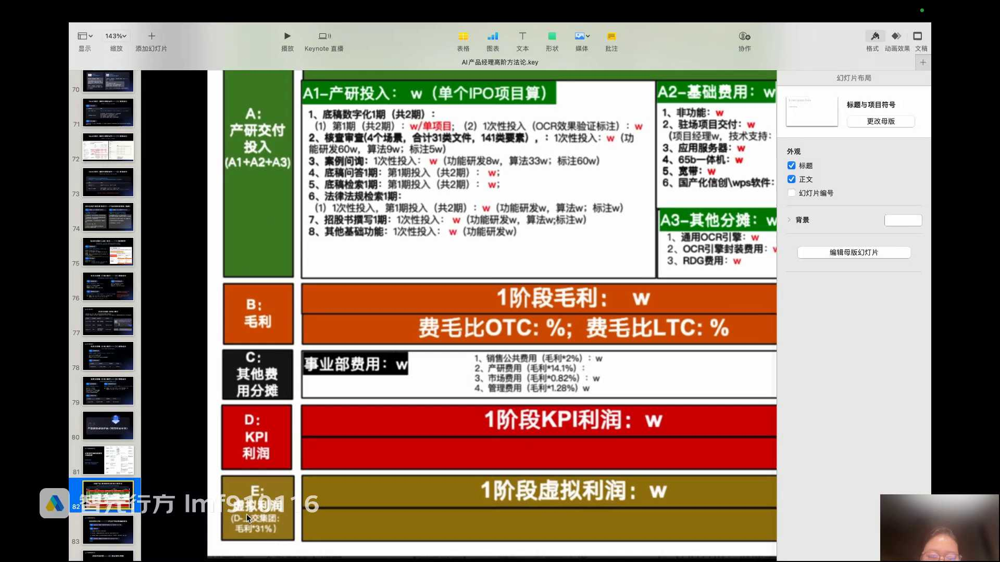 显示
143%
缩放
添加幻灯片
播放
Keynote 直播
表格
图表
文本
形状
媒体
批注
协作
格式
动画效果
文稿
AI产品经理高阶方法论.key
70
71
72
73
74
75
76
77
78
79
80
81
82
83
A:
产研交付
投入
(A1+A2+A3)
A1-产研投入： w（单个IPO项目算）
1、底稿数字化1期（共2期）：
（1）第1期（共2期）：w/单项目；（2）1次性投入（OCR效果验证标注）：w
2、核查审查(4个场景，合计31类文件，141类要素)，：1次性投入：w（功
能研发60w，算法9w；标注5w）
3、案例问询：1次性投入： w（功能研发8w，算法33w；标注60w）
4、底稿问答1期：第1期投入（共2期）： w；
5、底稿检索1期：第1期投入（共2期）： w；
6、法律法规检索1期：
（1）1次性投入，第1期投入（共2期）：w（功能研发w，算法w；标注w）
7、招股书撰写1期：1次性投入： w（功能研发w，算法w;标注w）
8、其他基础功能：1次性投入： w（功能研发w）
A2-基础费用：w
1、非功能：w
2、驻场项目交付：w
（项目经理w，技术支持：
3、应用服务器：w
4、65b一体机：w
5、宽带：w
6、国产化信创\wps软件：
A3-其他分摊：w
1、通用OCR引擎：w
2、OCR引擎封装费用：w
3、RDG费用：w
B:
毛利
1阶段毛利： w
费毛比OTC: %；费毛比LTC: %
C:
其他费
用分摊
事业部费用：w
1、销售公共费用（毛利*2%）：w
2、产研费用（毛利*14.1%）：
3、市场费用（毛利*0.82%）：w
4、管理费用（毛利*1.28%）w
D:
KPI
利润
1阶段KPI利润：w
E:
虚拟利润
毛利*31%）
1阶段虚拟利润：w
幻灯片布局
标题与项目符号
更改母版
外观
标题
正文
幻灯片编号
背景
编辑母版幻灯片
lmf910116